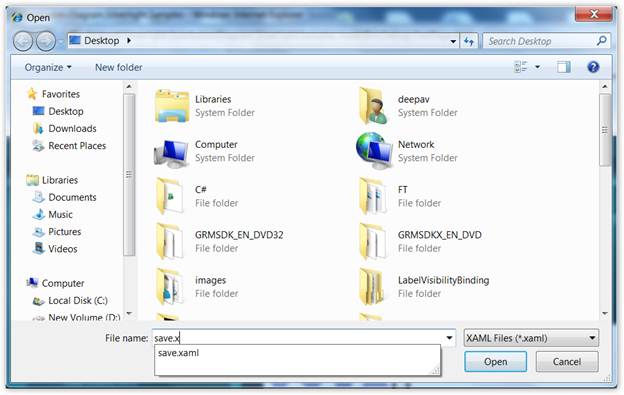 Open
Desktop
Search Desktop
Organize
New folder
Favorites
Desktop
Downloads
Recent Places
Libraries
Documents
Music
Pictures
Videos
Computer
Local Disk (C:)
New Volume (D:)
Libraries
System Folder
deepav
System Folder
Computer
System Folder
Network
System Folder
C#
File folder
FT
File folder
GRMSDK_EN_DVD32
File folder
GRMSDKX_EN_DVD
File folder
images
File folder
LabelVisibilityBinding
File folder
File name: save.x
XAML Files (*.xaml)
save.xaml
Open
Cancel